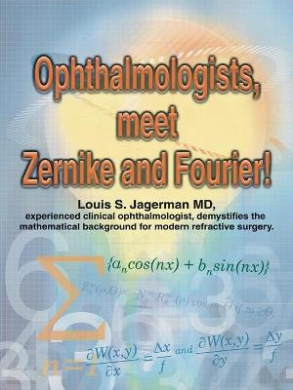 Ophthalmologists,
meet
Zernike and Fourier!
Louis S. Jagerman MD,
experienced clinical ophthalmologist, demystifies the
mathematical background for modern refractive surgery.
Σ {aₙcos(nx) + bₙsin(nx)}
n=1
∂W(x,y)/∂x = Δx/f and ∂W(x,y)/∂y = Δy/f